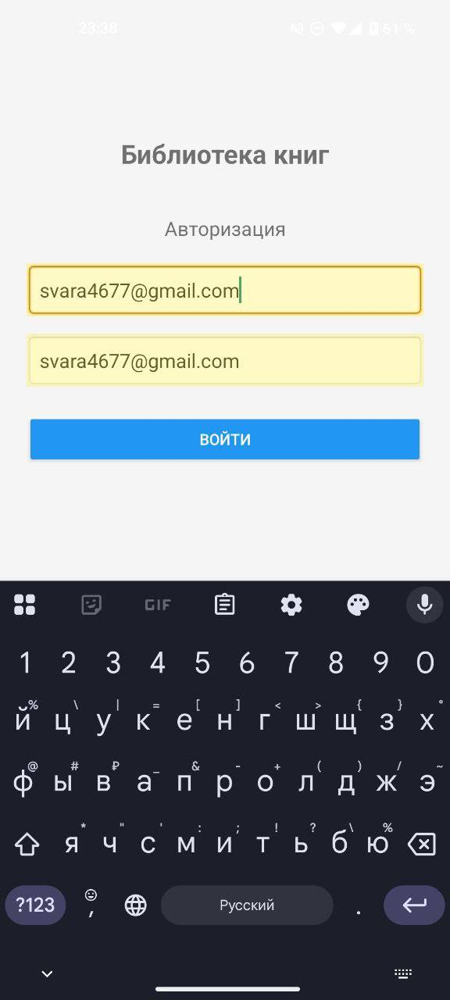 23:38 61 %
Библиотека книг
Авторизация
svara4677@gmail.com
svara4677@gmail.com
ВОЙТИ
GIF
1 2 3 4 5 6 7 8 9 0
% \ | = [ ] < > { } °
й ц у к е н г ш щ з х
@ # ₽ _ & - + ( ) / ~
ф ы в а п р о л д ж э
* " ' : ; ! ? \ %
я ч с м и т ь б ю
?123 , Русский .